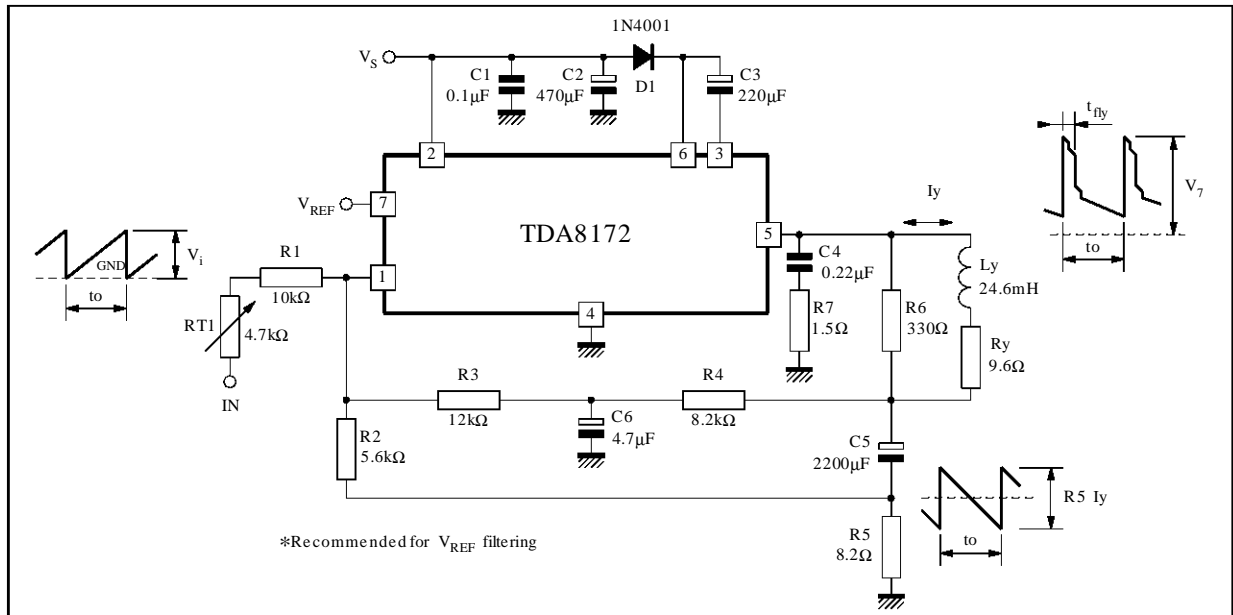 1N4001
V_S
C1
0.1µF
C2
470µF
D1
C3
220µF
2
6
3
t_fly
V_REF
7
TDA8172
5
Iy
V_7
to
GND
V_i
to
R1
10kΩ
1
RT1
4.7kΩ
IN
4
C4
0.22µF
R7
1.5Ω
R6
330Ω
Ly
24.6mH
Ry
9.6Ω
R3
12kΩ
C6
4.7µF
R4
8.2kΩ
R2
5.6kΩ
C5
2200µF
R5 Iy
to
R5
8.2Ω
*Recommended for V_REF filtering